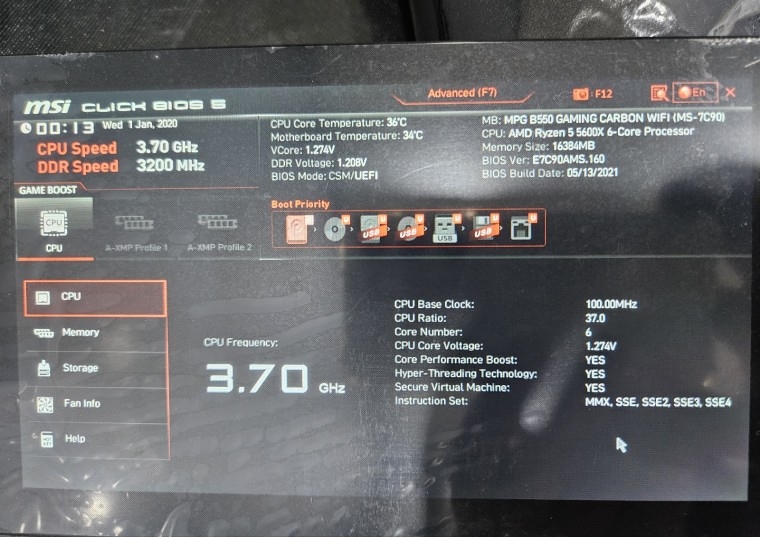 msi CLICK BIOS 5
Advanced (F7)
: F12
En
X
00:13 Wed 1 Jan, 2020
CPU Speed 3.70 GHz
DDR Speed 3200 MHz
CPU Core Temperature: 36°C
Motherboard Temperature: 34°C
VCore: 1.274V
DDR Voltage: 1.208V
BIOS Mode: CSM/UEFI
MB: MPG B550 GAMING CARBON WIFI (MS-7C90)
CPU: AMD Ryzen 5 5600X 6-Core Processor
Memory Size: 16384MB
BIOS Ver: E7C90AMS.160
BIOS Build Date: 05/13/2021
GAME BOOST
CPU
CPU
A-XMP Profile 1
A-XMP Profile 2
Boot Priority
U U U U U U
USB USB USB USB
CPU
Memory
Storage
Fan Info
Help
CPU Frequency:
3.70 GHz
CPU Base Clock: 100.00MHz
CPU Ratio: 37.0
Core Number: 6
CPU Core Voltage: 1.274V
Core Performance Boost: YES
Hyper-Threading Technology: YES
Secure Virtual Machine: YES
Instruction Set: MMX, SSE, SSE2, SSE3, SSE4